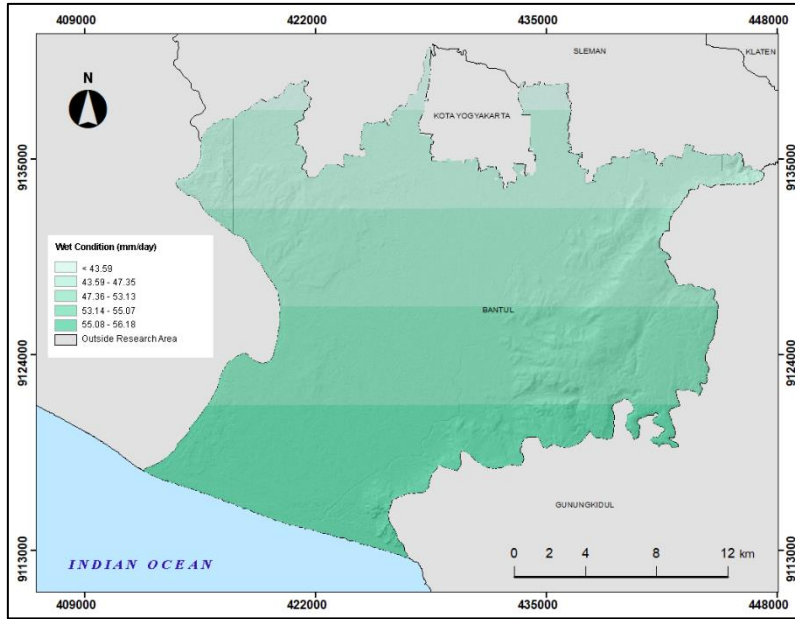 409000 422000 435000 448000
SLEMAN
KLATEN
N
KOTA YOGYAKARTA
9135000
9135000
Wet Condition (mm/day)
< 43.59
43.59 - 47.35
47.36 - 53.13
53.14 - 55.07
55.08 - 56.18
Outside Research Area
BANTUL
9124000
9124000
GUNUNGKIDUL
INDIAN OCEAN
0 2 4 8 12 km
9113000
9113000
409000 422000 435000 448000